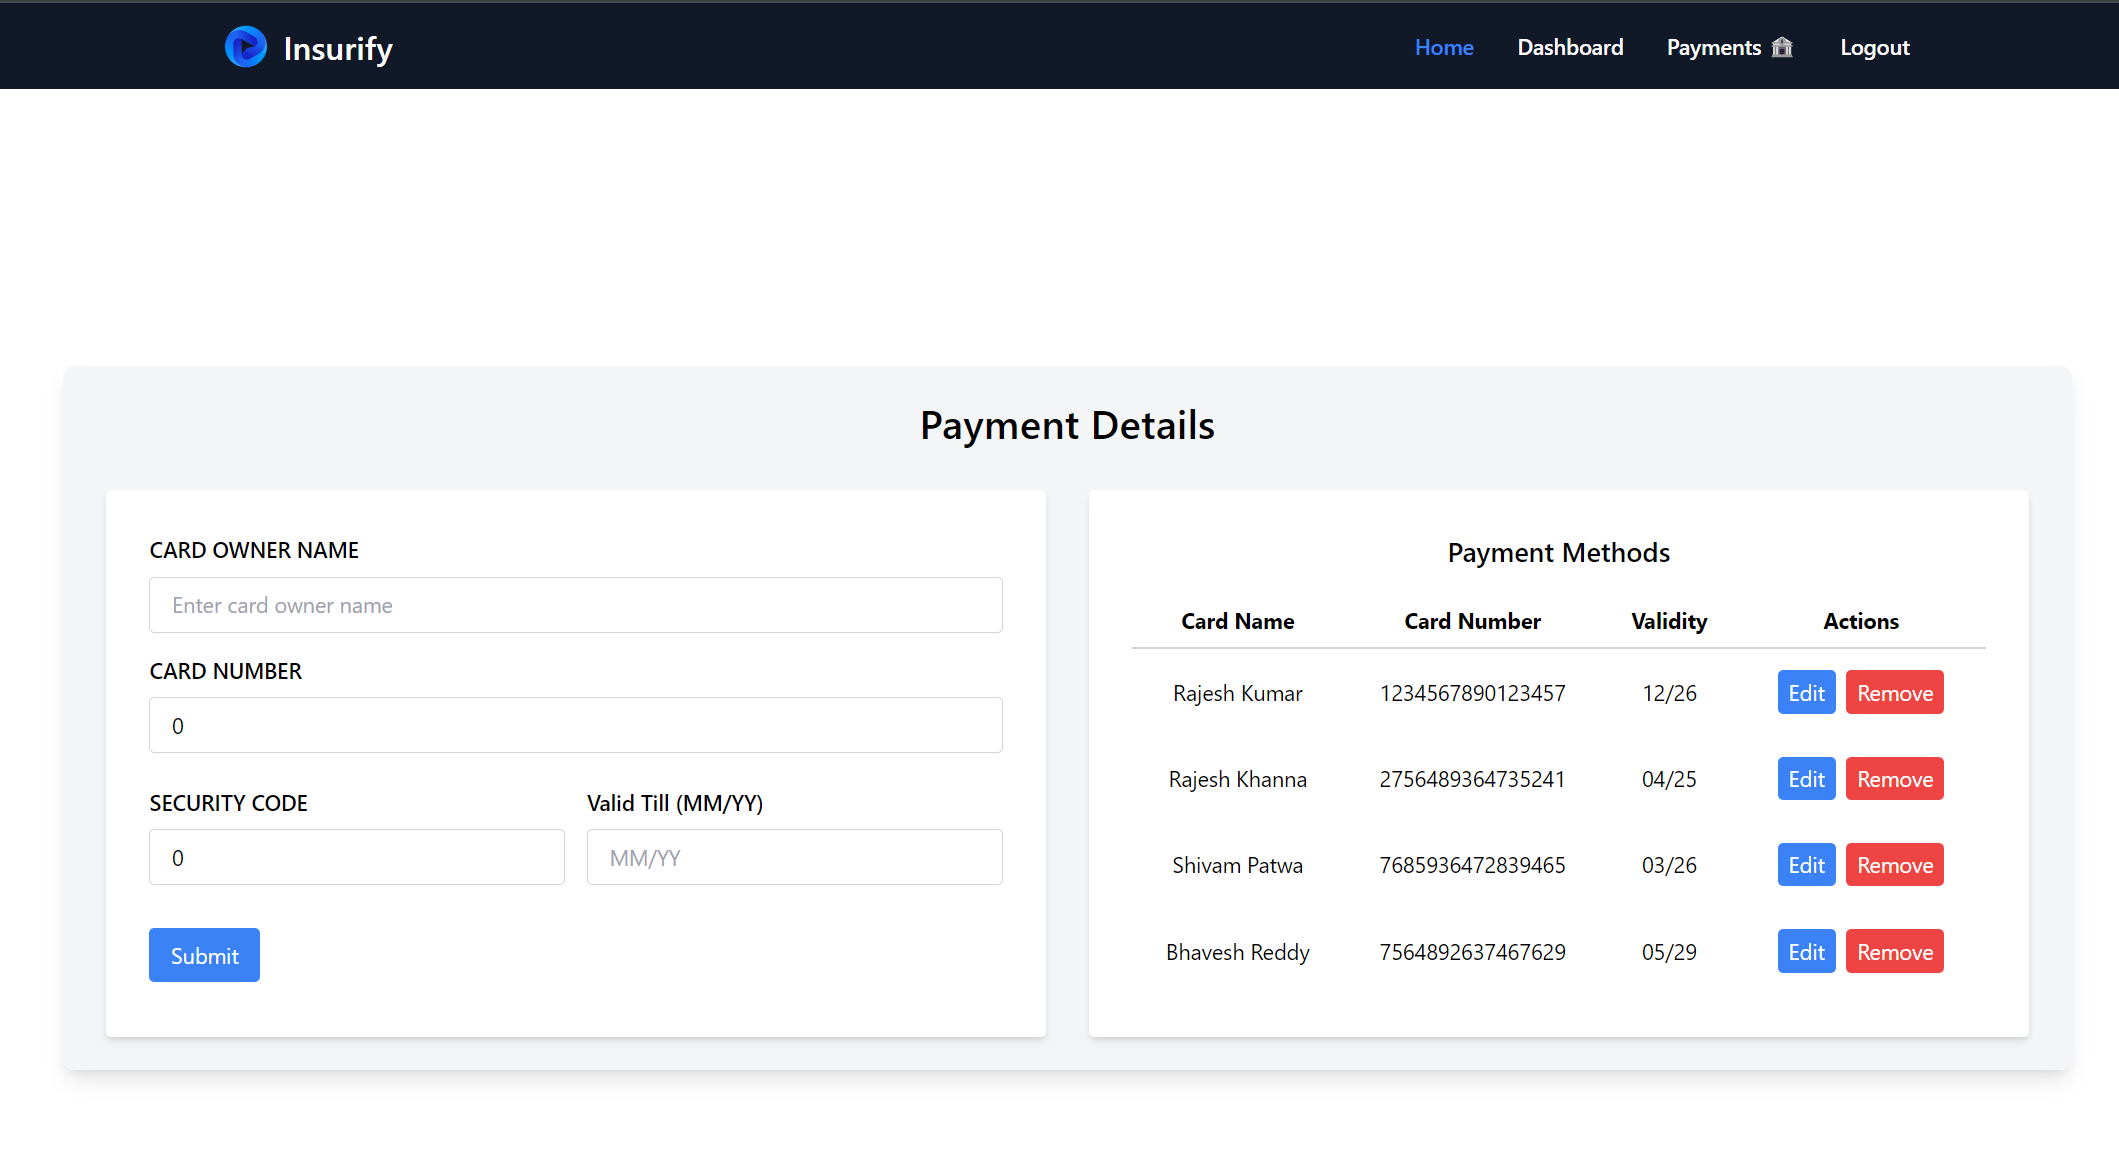 Insurify
Home Dashboard Payments Logout
Payment Details
CARD OWNER NAME
Enter card owner name
CARD NUMBER
0
SECURITY CODE Valid Till (MM/YY)
0 MM/YY
Submit
Payment Methods
Card Name Card Number Validity Actions
Rajesh Kumar 1234567890123457 12/26 Edit Remove
Rajesh Khanna 2756489364735241 04/25 Edit Remove
Shivam Patwa 7685936472839465 03/26 Edit Remove
Bhavesh Reddy 7564892637467629 05/29 Edit Remove